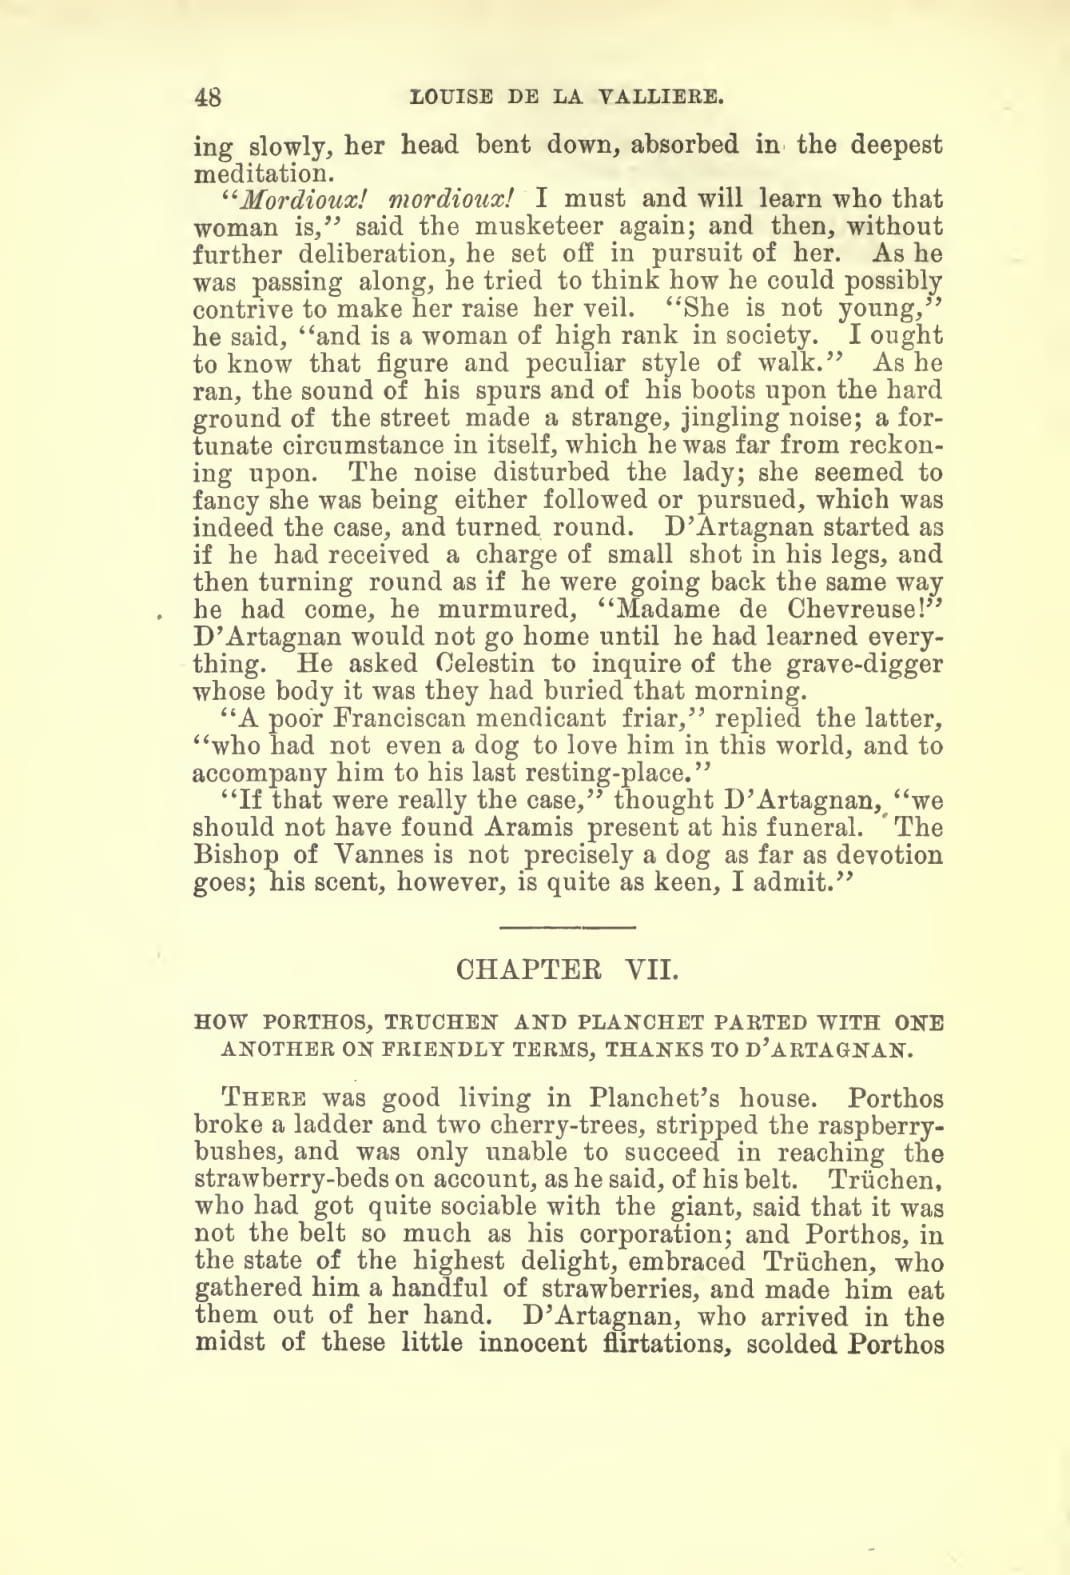 48 LOUISE DE LA VALLIERE.
ing slowly, her head bent down, absorbed in the deepest
meditation.
“Mordioux! mordioux! I must and will learn who that
woman is,” said the musketeer again; and then, without
further deliberation, he set off in pursuit of her. As he
was passing along, he tried to think how he could possibly
contrive to make her raise her veil. “She is not young,”
he said, “and is a woman of high rank in society. I ought
to know that figure and peculiar style of walk.” As he
ran, the sound of his spurs and of his boots upon the hard
ground of the street made a strange, jingling noise; a for-
tunate circumstance in itself, which he was far from reckon-
ing upon. The noise disturbed the lady; she seemed to
fancy she was being either followed or pursued, which was
indeed the case, and turned round. D’Artagnan started as
if he had received a charge of small shot in his legs, and
then turning round as if he were going back the same way
he had come, he murmured, “Madame de Chevreuse!”
D’Artagnan would not go home until he had learned every-
thing. He asked Celestin to inquire of the grave-digger
whose body it was they had buried that morning.
“A poor Franciscan mendicant friar,” replied the latter,
“who had not even a dog to love him in this world, and to
accompany him to his last resting-place.”
“If that were really the case,” thought D’Artagnan, “we
should not have found Aramis present at his funeral. The
Bishop of Vannes is not precisely a dog as far as devotion
goes; his scent, however, is quite as keen, I admit.”
CHAPTER VII.
HOW PORTHOS, TRUCHEN AND PLANCHET PARTED WITH ONE
ANOTHER ON FRIENDLY TERMS, THANKS TO D’ARTAGNAN.
THERE was good living in Planchet’s house. Porthos
broke a ladder and two cherry-trees, stripped the raspberry-
bushes, and was only unable to succeed in reaching the
strawberry-beds on account, as he said, of his belt. Trüchen,
who had got quite sociable with the giant, said that it was
not the belt so much as his corporation; and Porthos, in
the state of the highest delight, embraced Trüchen, who
gathered him a handful of strawberries, and made him eat
them out of her hand. D’Artagnan, who arrived in the
midst of these little innocent flirtations, scolded Porthos